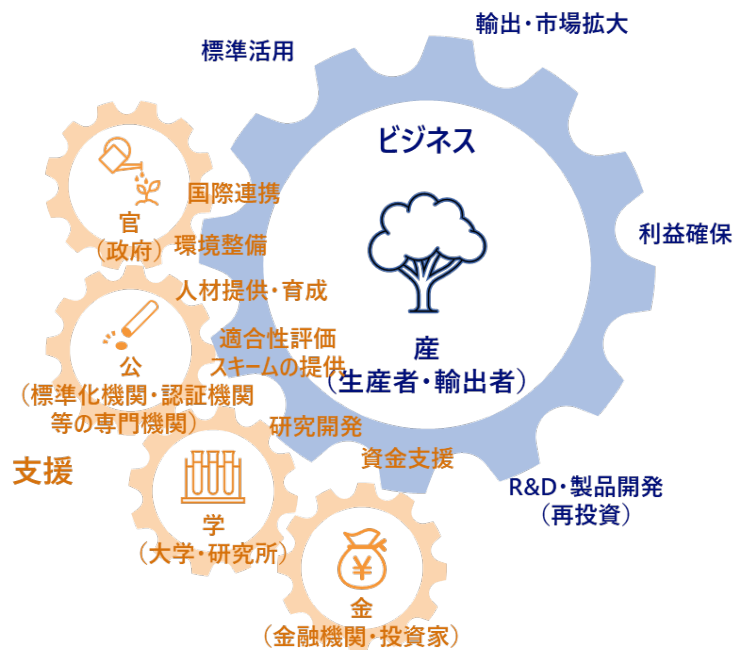 輸出・市場拡大
標準活用
ビジネス
国際連携
官
（政府）
環境整備
利益確保
人材提供・育成
適合性評価
スキームの提供
産
（生産者・輸出者）
公
（標準化機関・認証機関
等の専門機関）
研究開発
資金支援
支援
R&D・製品開発
（再投資）
学
（大学・研究所）
¥
金
（金融機関・投資家）